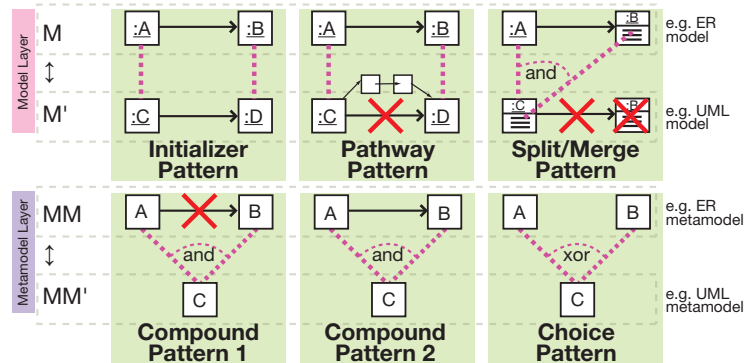 Model Layer
M
↕
M'
:A
:B
:C
:D
Initializer
Pattern
:A
:B
:C
:D
Pathway
Pattern
:A
:B
and
:C
:B
Split/Merge
Pattern
e.g. ER
model
e.g. UML
model
Metamodel Layer
MM
↕
MM'
A
B
and
C
Compound
Pattern 1
A
B
and
C
Compound
Pattern 2
A
B
xor
C
Choice
Pattern
e.g. ER
metamodel
e.g. UML
metamodel